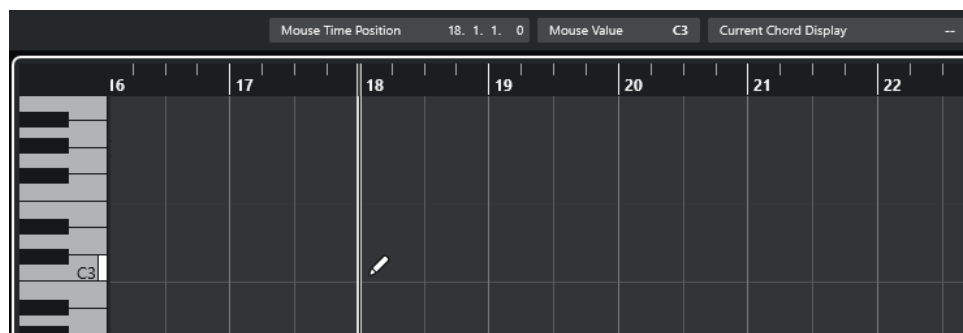 Mouse Time Position 18. 1. 1. 0 Mouse Value C3 Current Chord Display --
16 17 18 19 20 21 22
C3